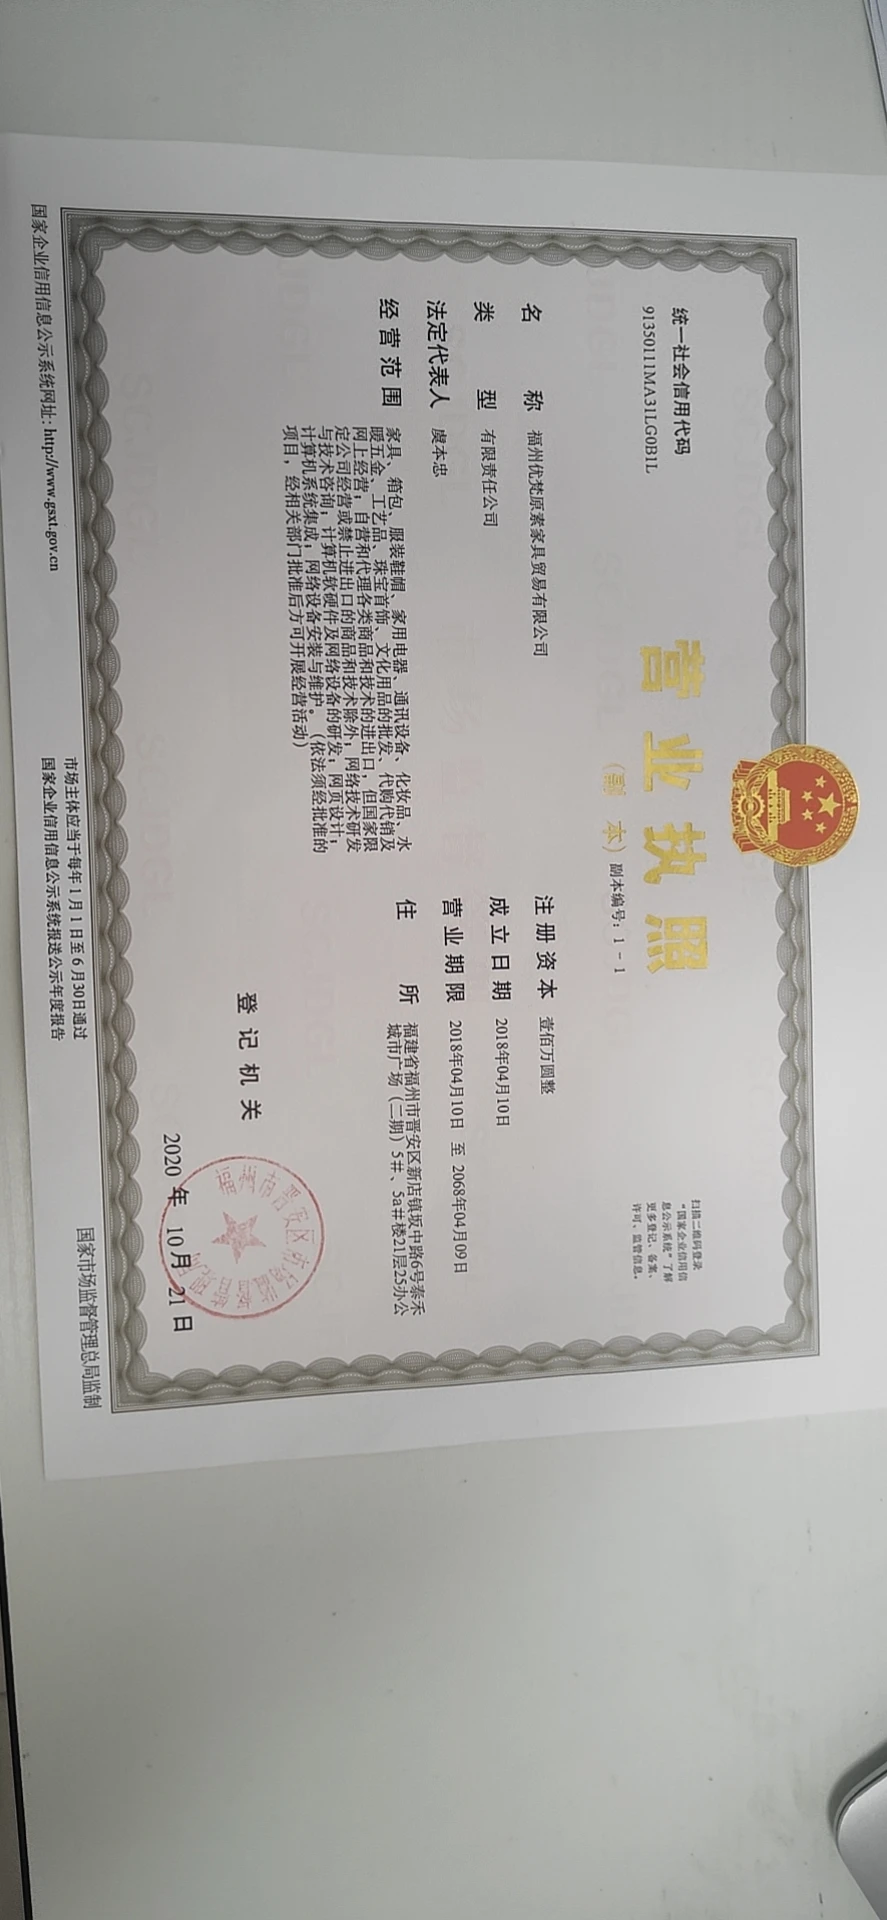 统一社会信用代码
91350111MA31LG0B1L
营业执照
（副 本） 副本编号：1－1
扫描二维码登录
“国家企业信用信
息公示系统”了解
更多登记、备案、
许可、监管信息。
名 称 福州优梵原素家具贸易有限公司
类 型 有限责任公司
法定代表人 虞本忠
经营范围 家具、箱包、服装鞋帽、家用电器、通讯设备、化妆品、水
暖五金、工艺品、珠宝首饰、文化用品的批发、代购代销及
网上经营；自营和代理各类商品和技术的进出口，但国家限
定公司经营或禁止进出口的商品和技术除外；网络技术研发
与技术咨询；计算机软硬件及网络设备的研发；网页设计；
计算机系统集成；网络设备安装与维护。（依法须经批准的
项目，经相关部门批准后方可开展经营活动）
注册资本 壹佰万圆整
成立日期 2018年04月10日
营业期限 2018年04月10日 至 2068年04月09日
住 所 福建省福州市晋安区新店镇坂中路6号泰禾
城市广场（二期）5#、5a#楼21层25办公
登记机关
福州市晋安区
2020 年 10月 21日
国家企业信用信息公示系统网址：http://www.gsxt.gov.cn
市场主体应当于每年1月1日至6月30日通过
国家企业信用信息公示系统报送公示年度报告
国家市场监督管理总局监制